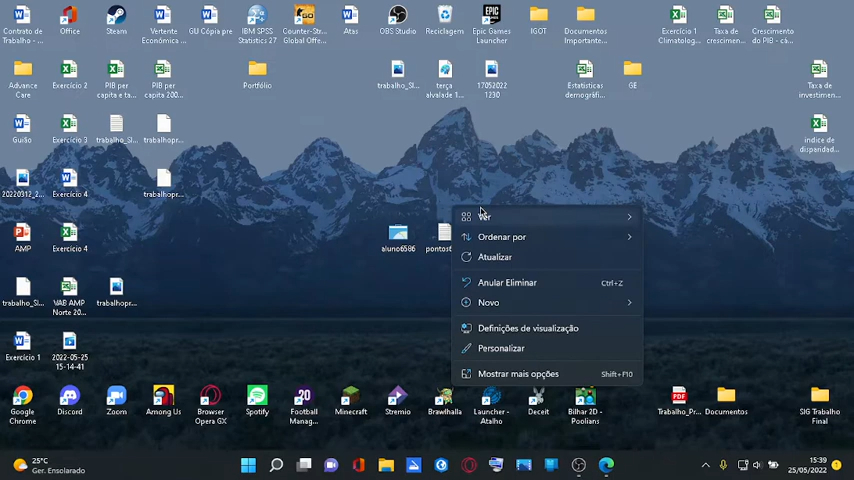 Contrato de Trabalho -...
Office
Steam
Vertente Económica ...
GU Cópia pre
IBM SPSS Statistics 27
Counter-Str... Global Offe...
Atas
OBS Studio
Reciclagem
Epic Games Launcher
IGOT
Documentos Importante...
Exercício 1 Climatolog...
Taxa de crescimen...
Crescimento do PIB - câ...
Advance Care
Exercício 2
PIB per capita e ta...
PIB per capita 200...
Portfólio
trabalho_SI...
terça alvalade 1...
17052022 1230
Estatísticas demográfi...
GE
Taxa de investimen...
Guião
Exercício 3
trabalho_SI...
trabalhopr...
índice de disparidad...
20220312_2...
Exercício 4
trabalhopr...
Ver
AMP
Exercício 4
aluno6586
pontos6
Ordenar por
Atualizar
trabalho_SI...
VAB AMP Norte 20...
trabalhopr...
Anular Eliminar Ctrl+Z
Novo
Definições de visualização
Exercício 1
2022-05-25 15-14-41
Personalizar
Mostrar mais opções Shift+F10
Google Chrome
Discord
Zoom
Among Us
Browser Opera GX
Spotify
Football Manag...
Minecraft
Stremio
Brawlhalla
Launcher - Atalho
Deceit
Bilhar 2D - Poolians
Trabalho_Pr...
Documentos
SIG Trabalho Final
25°C
Ger. Ensolarado
15:39
25/05/2022